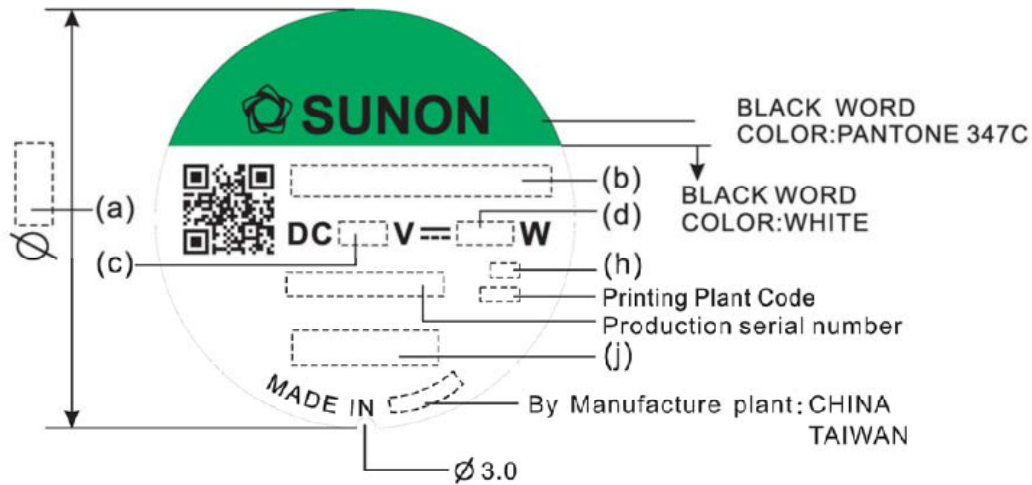 SUNON
BLACK WORD
COLOR:PANTONE 347C
BLACK WORD
COLOR:WHITE
(a)
Ø
(b)
(c)
(d)
DC V W
(h)
Printing Plant Code
Production serial number
(j)
MADE IN
By Manufacture plant: CHINA
TAIWAN
Ø 3.0